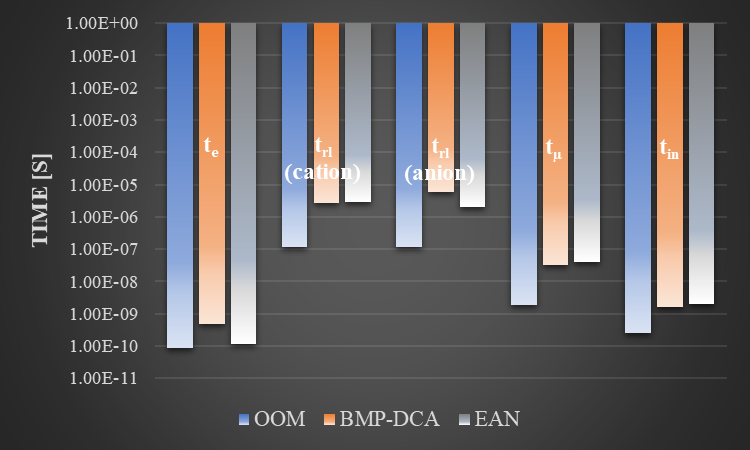 1.00E+00
1.00E-01
1.00E-02
1.00E-03
1.00E-04
1.00E-05
1.00E-06
1.00E-07
1.00E-08
1.00E-09
1.00E-10
1.00E-11
TIME [S]
te
trl
(cation)
trl
(anion)
tμ
tin
OOM BMP-DCA EAN